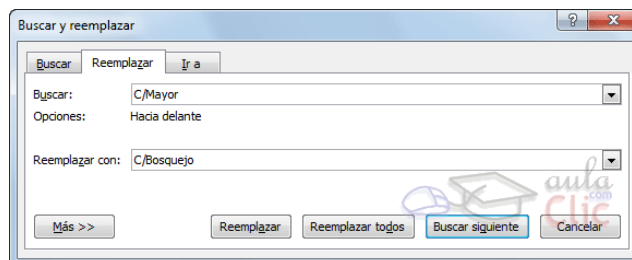 Buscar y reemplazar
Buscar Reemplazar Ir a
Buscar: C/Mayor
Opciones: Hacia delante
Reemplazar con: C/Bosquejo
aula
.com
Clic
Más >> Reemplazar Reemplazar todos Buscar siguiente Cancelar